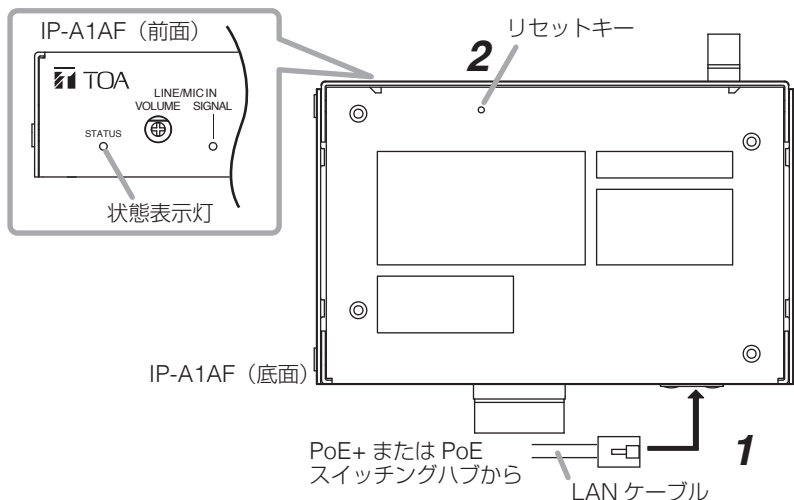 IP-A1AF（前面）
TOA
LINE/MIC IN
VOLUME SIGNAL
STATUS
状態表示灯
リセットキー
2
IP-A1AF（底面）
PoE+ または PoE
スイッチングハブから
1
LAN ケーブル